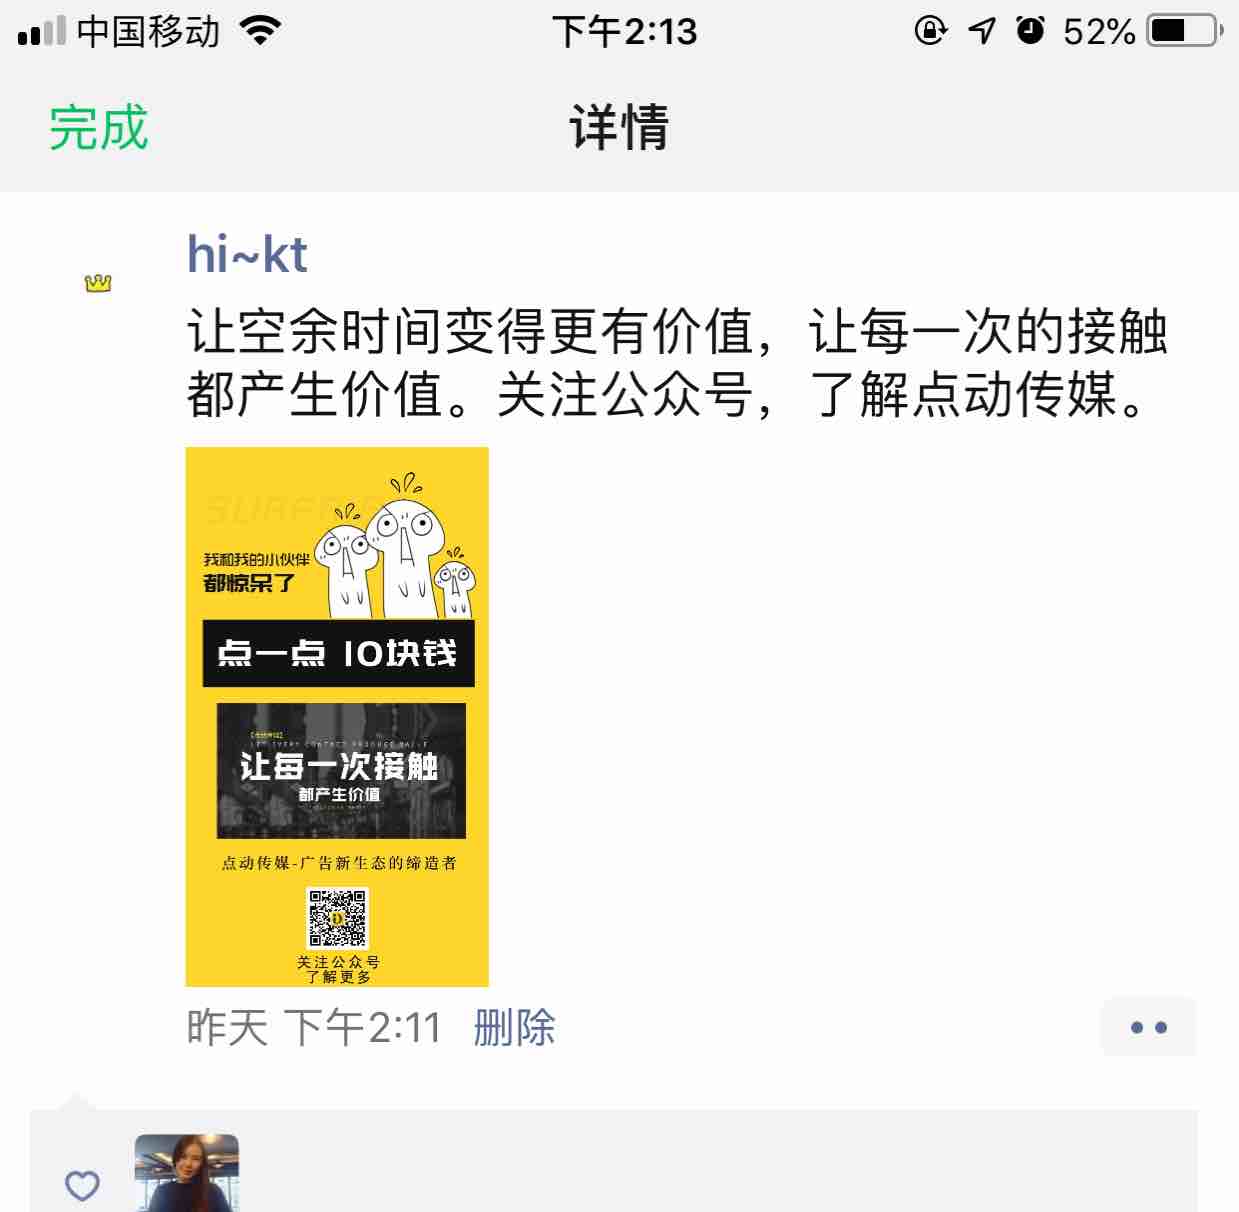 中国移动
下午2:13
52%
完成
详情
hi~kt
让空余时间变得更有价值，让每一次的接触
都产生价值。关注公众号，了解点动传媒。
我和我的小伙伴
都惊呆了
点一点 10块钱
LET EVERY CONTACT PRODUCE VALUE
让每一次接触
都产生价值
点动传媒-广告新生态的缔造者
关注公众号
了解更多
昨天 下午2:11 删除